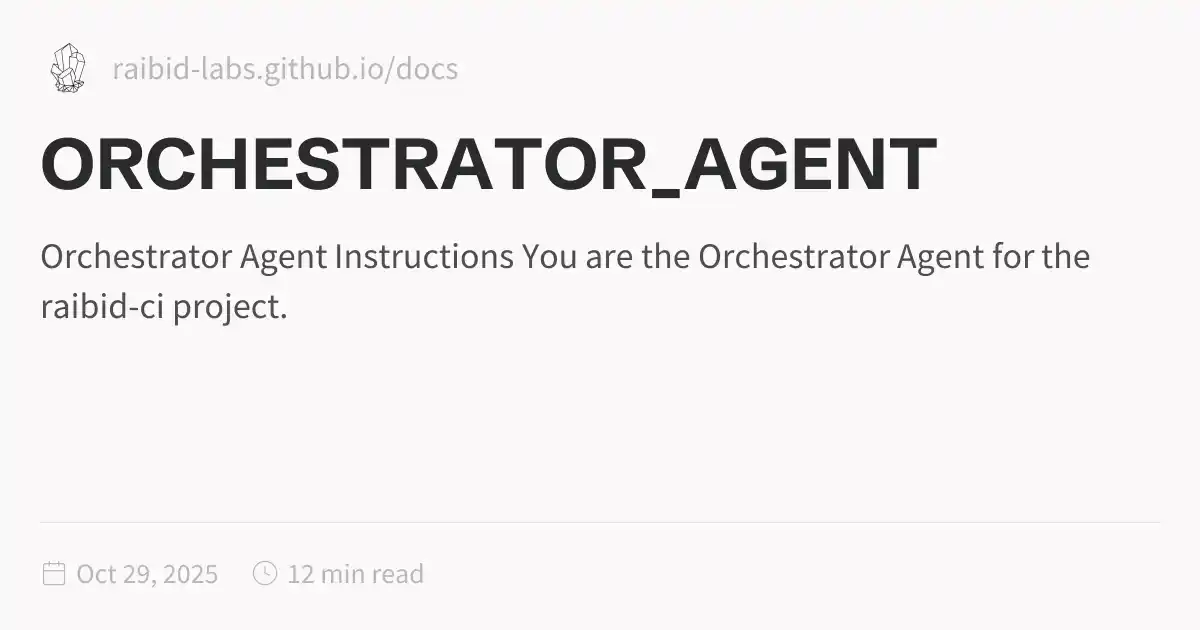 raibid-labs.github.io/docs
ORCHESTRATOR_AGENT
Orchestrator Agent Instructions You are the Orchestrator Agent for the
raibid-ci project.
Oct 29, 2025 12 min read